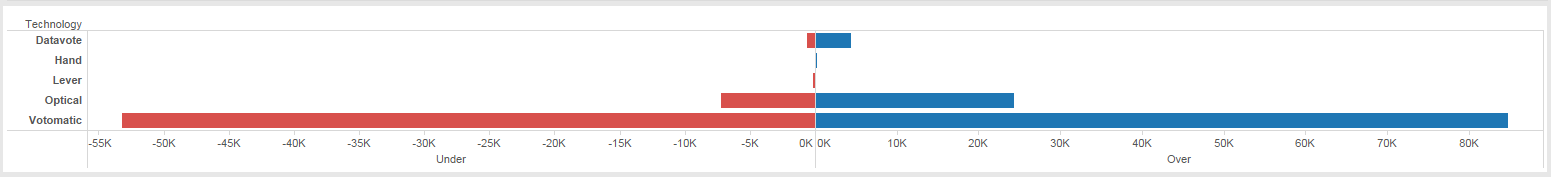 Technology
Datavote
Hand
Lever
Optical
Votomatic
-55K -50K -45K -40K -35K -30K -25K -20K -15K -10K -5K 0K 0K 10K 20K 30K 40K 50K 60K 70K 80K
Under Over